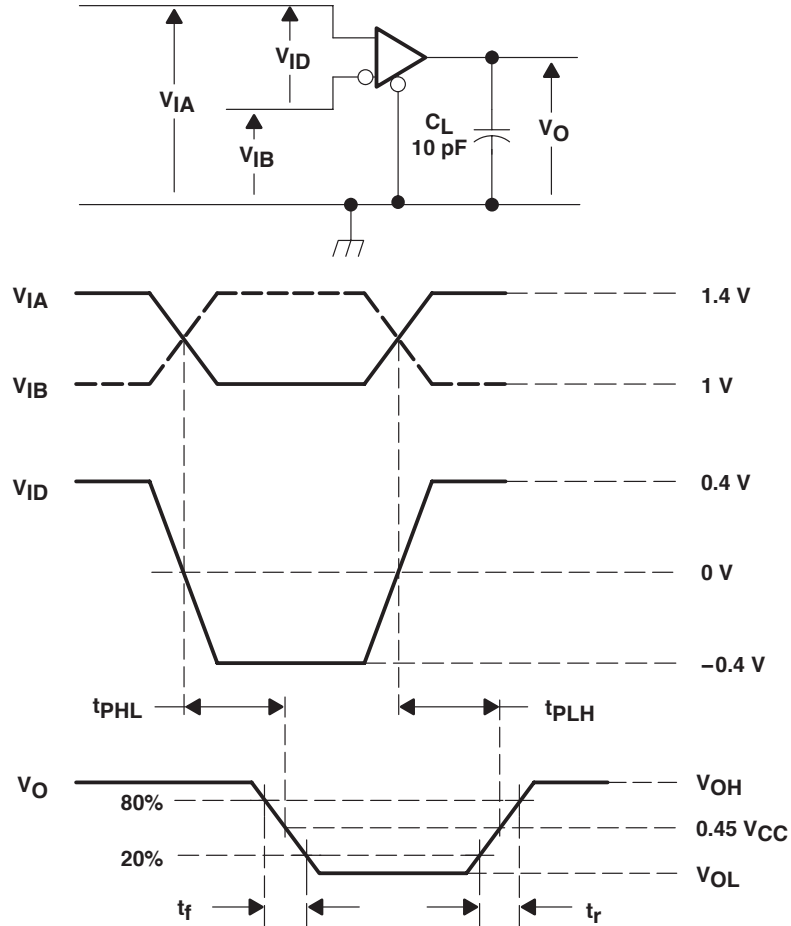 VID
VIA
VIB
CL
10 pF
VO
VIA
1.4 V
VIB
1 V
VID
0.4 V
0 V
−0.4 V
tPHL
tPLH
VO
VOH
80%
0.45 VCC
20%
VOL
tf
tr